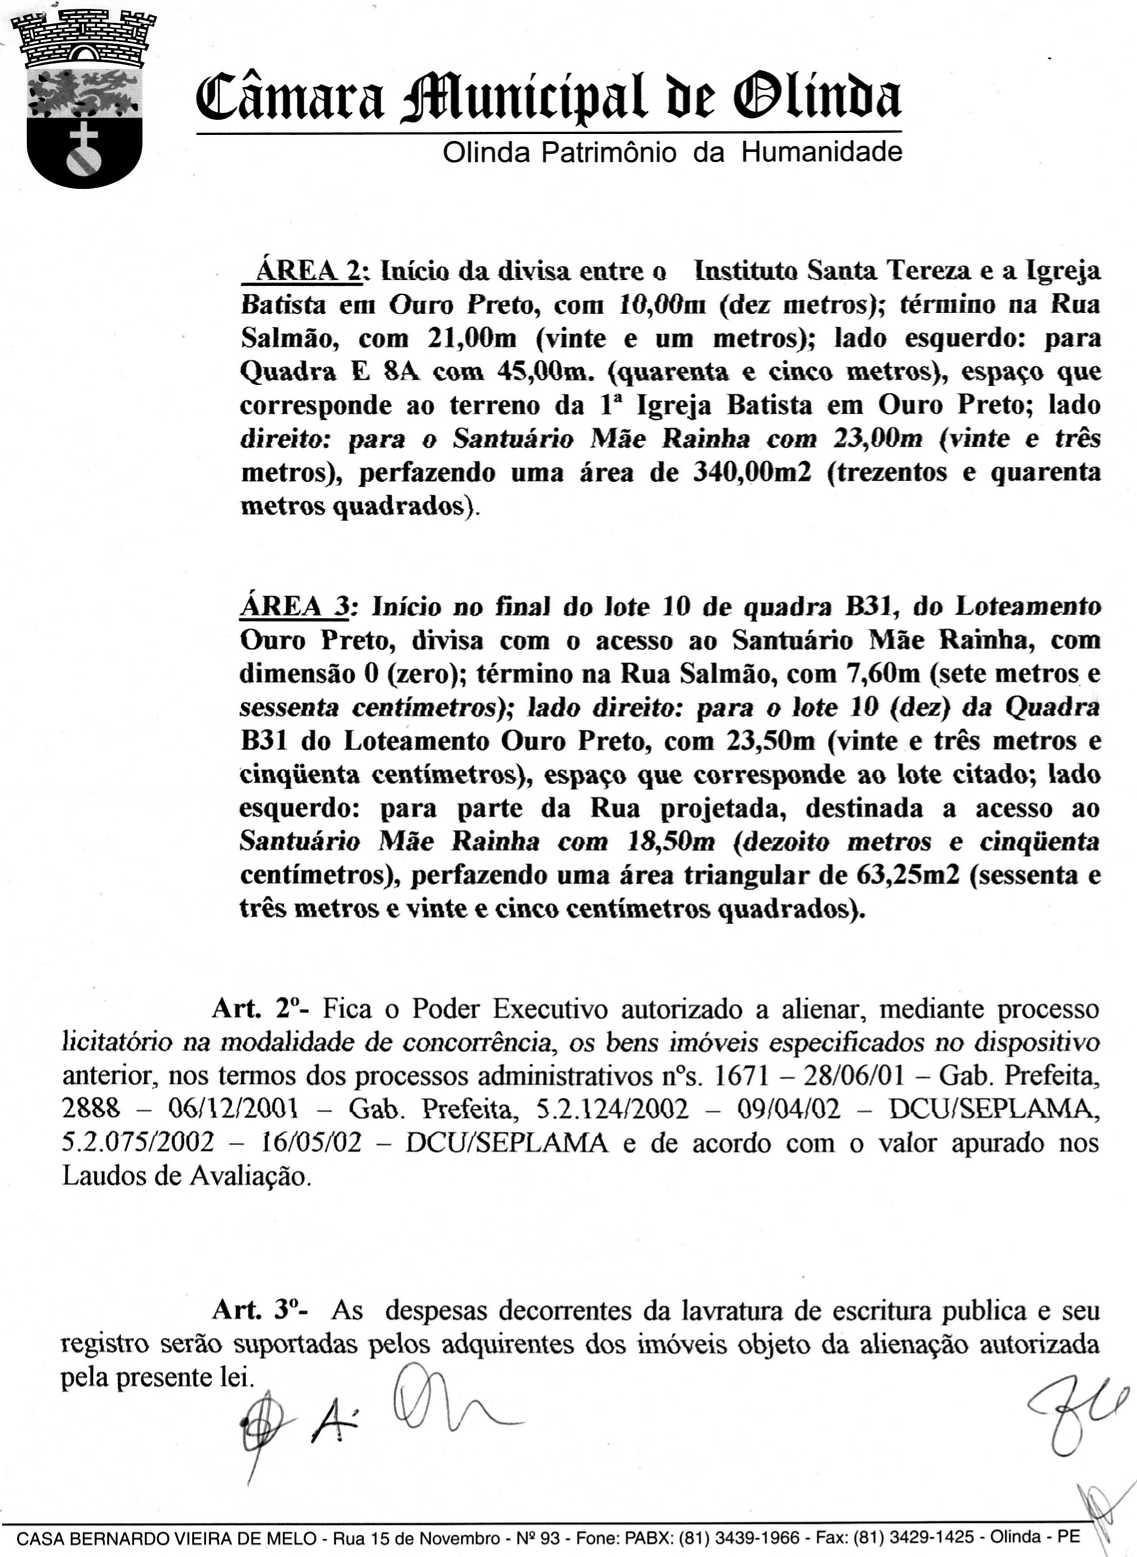 Câmara Municipal de Olinda
Olinda Patrimônio da Humanidade
ÁREA 2: Início da divisa entre o Instituto Santa Tereza e a Igreja
Batista em Ouro Preto, com 10,00m (dez metros); término na Rua
Salmão, com 21,00m (vinte e um metros); lado esquerdo: para
Quadra E 8A com 45,00m. (quarenta e cinco metros), espaço que
corresponde ao terreno da 1ª Igreja Batista em Ouro Preto; lado
direito: para o Santuário Mãe Rainha com 23,00m (vinte e três
metros), perfazendo uma área de 340,00m2 (trezentos e quarenta
metros quadrados).
ÁREA 3: Início no final do lote 10 de quadra B31, do Loteamento
Ouro Preto, divisa com o acesso ao Santuário Mãe Rainha, com
dimensão 0 (zero); término na Rua Salmão, com 7,60m (sete metros e
sessenta centímetros); lado direito: para o lote 10 (dez) da Quadra
B31 do Loteamento Ouro Preto, com 23,50m (vinte e três metros e
cinqüenta centímetros), espaço que corresponde ao lote citado; lado
esquerdo: para parte da Rua projetada, destinada a acesso ao
Santuário Mãe Rainha com 18,50m (dezoito metros e cinqüenta
centímetros), perfazendo uma área triangular de 63,25m2 (sessenta e
três metros e vinte e cinco centímetros quadrados).
Art. 2º- Fica o Poder Executivo autorizado a alienar, mediante processo
licitatório na modalidade de concorrência, os bens imóveis especificados no dispositivo
anterior, nos termos dos processos administrativos nºs. 1671 – 28/06/01 – Gab. Prefeita,
2888 – 06/12/2001 – Gab. Prefeita, 5.2.124/2002 – 09/04/02 – DCU/SEPLAMA,
5.2.075/2002 – 16/05/02 – DCU/SEPLAMA e de acordo com o valor apurado nos
Laudos de Avaliação.
Art. 3º- As despesas decorrentes da lavratura de escritura publica e seu
registro serão suportadas pelos adquirentes dos imóveis objeto da alienação autorizada
pela presente lei.
CASA BERNARDO VIEIRA DE MELO - Rua 15 de Novembro - Nº 93 - Fone: PABX: (81) 3439-1966 - Fax: (81) 3429-1425 - Olinda - PE